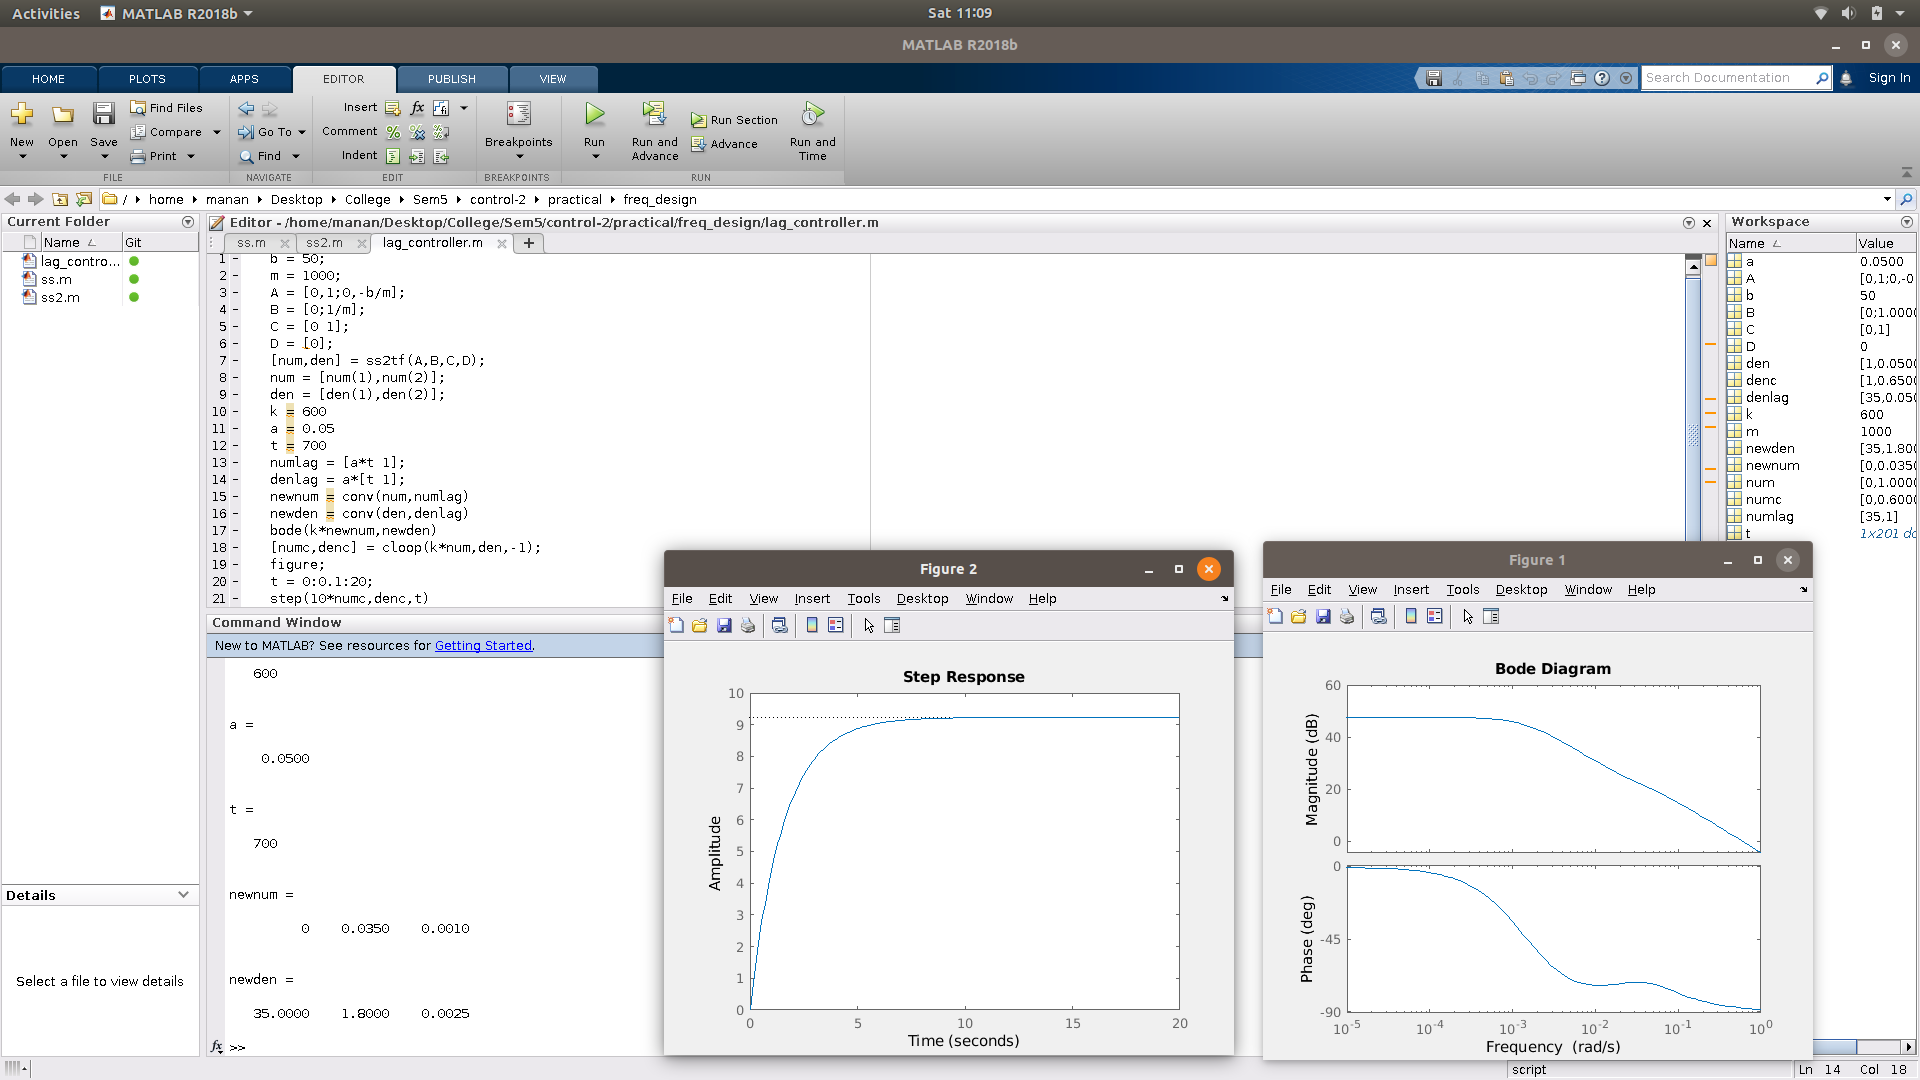 Activities MATLAB R2018b Sat 11:09
MATLAB R2018b
HOME PLOTS APPS EDITOR PUBLISH VIEW Search Documentation Sign In
New Open Save Find Files Compare Print
FILE
Go To Find
NAVIGATE
Insert fx
Comment
Indent
EDIT
Breakpoints
BREAKPOINTS
Run Run and Advance Run Section Advance Run and Time
RUN
/ home manan Desktop College Sem5 control-2 practical freq_design
Current Folder
Name Git
lag_contro...
ss.m
ss2.m
Details
Select a file to view details
Editor - /home/manan/Desktop/College/Sem5/control-2/practical/freq_design/lag_controller.m
ss.m ss2.m lag_controller.m +
1 - b = 50;
2 - m = 1000;
3 - A = [0,1;0,-b/m];
4 - B = [0;1/m];
5 - C = [0 1];
6 - D = [0];
7 - [num,den] = ss2tf(A,B,C,D);
8 - num = [num(1),num(2)];
9 - den = [den(1),den(2)];
10 - k = 600
11 - a = 0.05
12 - t = 700
13 - numlag = [a*t 1];
14 - denlag = a*[t 1];
15 - newnum = conv(num,numlag)
16 - newden = conv(den,denlag)
17 - bode(k*newnum,newden)
18 - [numc,denc] = cloop(k*num,den,-1);
19 - figure;
20 - t = 0:0.1:20;
21 - step(10*numc,denc,t)
Command Window
New to MATLAB? See resources for Getting Started.
600
a =
0.0500
t =
700
newnum =
0 0.0350 0.0010
newden =
35.0000 1.8000 0.0025
fx >>
Workspace
Name Value
a 0.0500
A [0,1;0,-0
b 50
B [0;1.0000
C [0,1]
D 0
den [1,0.0500
denc [1,0.6500
denlag [35,0.0500
k 600
m 1000
newden [35,1.800
newnum [0,0.0350
num [0,1.0000
numc [0,0.6000
numlag [35,1]
t 1x201 do
Figure 2
File Edit View Insert Tools Desktop Window Help
Step Response
10
9
8
7
6
5
4
3
2
1
0
Amplitude
0 5 10 15 20
Time (seconds)
Figure 1
File Edit View Insert Tools Desktop Window Help
Bode Diagram
60
40
20
0
Magnitude (dB)
0
-45
-90
Phase (deg)
10^-5 10^-4 10^-3 10^-2 10^-1 10^0
Frequency (rad/s)
script Ln 14 Col 18